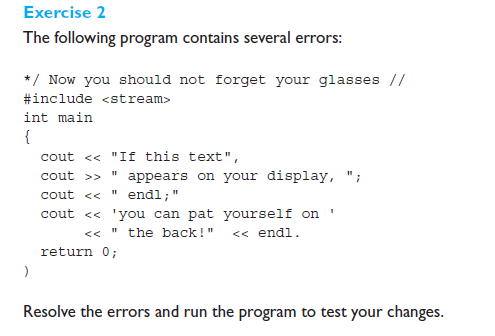 Exercise 2
The following program contains several errors:
*/ Now you should not forget your glasses //
#include <stream>
int main
{
cout << "If this text",
cout >> " appears on your display, ";
cout << " endl;"
cout << 'you can pat yourself on '
<< " the back!" << endl.
return 0;
)
Resolve the errors and run the program to test your changes.